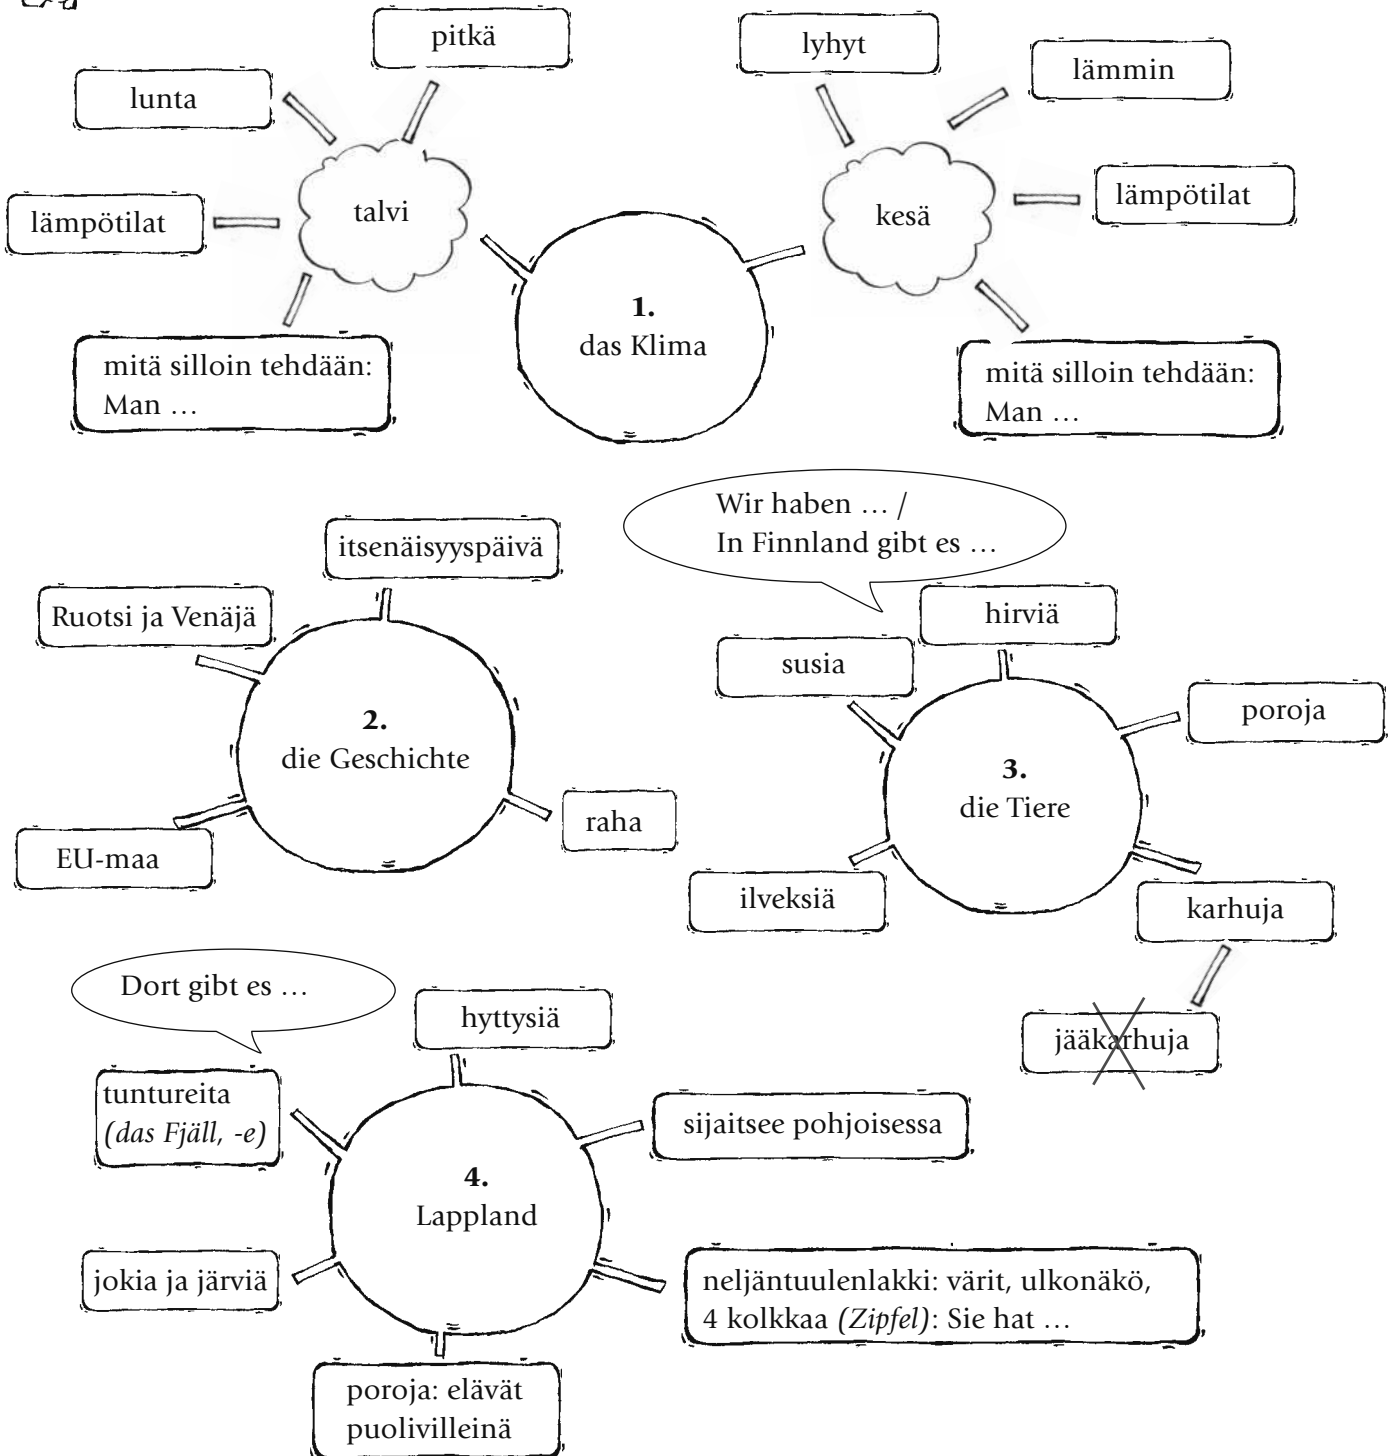 pitkä
lyhyt
lämmin
lunta
lämpötilat
talvi
kesä
lämpötilat
1.
das Klima
mitä silloin tehdään:
Man …
mitä silloin tehdään:
Man …
Wir haben … /
In Finnland gibt es …
itsenäisyyspäivä
Ruotsi ja Venäjä
2.
die Geschichte
raha
EU-maa
hirviä
susia
poroja
3.
die Tiere
ilveksiä
karhuja
jääkarhuja
Dort gibt es …
hyttysiä
tuntureita
(das Fjäll, -e)
sijaitsee pohjoisessa
4.
Lappland
jokia ja järviä
neljäntuulenlakki: värit, ulkonäkö,
4 kolkkaa (Zipfel): Sie hat …
poroja: elävät
puolivilleinä